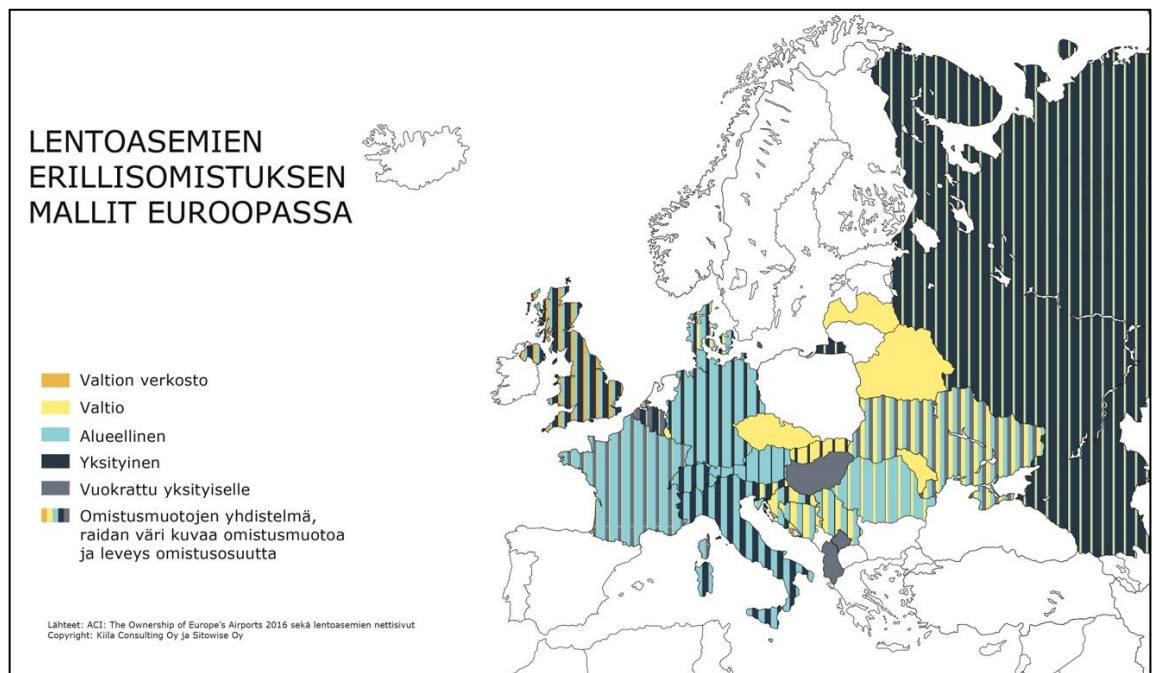 LENTOASEMIEN
ERILLISOMISTUKSEN
MALLIT EUROOPASSA
Valtion verkosto
Valtio
Alueellinen
Yksityinen
Vuokrattu yksityiselle
Omistusmuotojen yhdistelmä,
raidan väri kuvaa omistusmuotoa
ja leveys omistusosuutta
Lähteet: ACI: The Ownership of Europe's Airports 2016 sekä lentoasemien nettisivut
Copyright: Kiila Consulting Oy ja Sitowise Oy